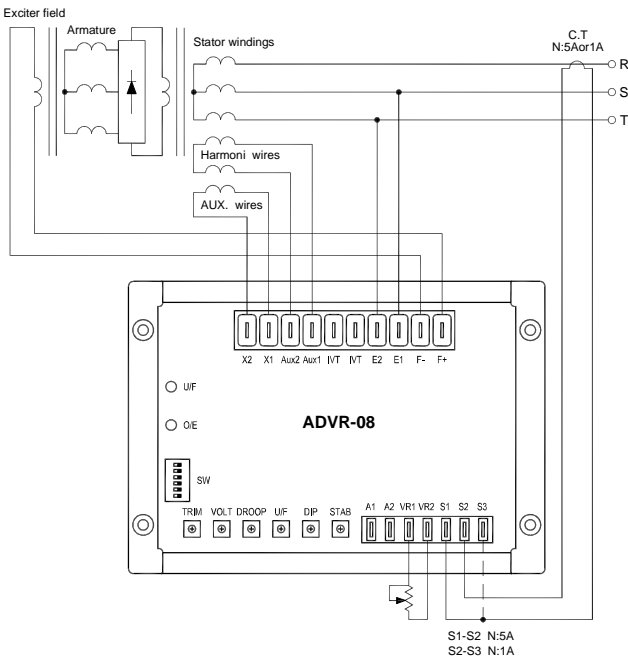 Exciter field
Armature
Stator windings
C.T
N:5Aor1A
R
S
T
Harmoni wires
AUX. wires
X2 X1 Aux2 Aux1 IVT IVT E2 E1 F- F+
U/F
O/E
ADVR-08
SW
TRIM VOLT DROOP U/F DIP STAB
A1 A2 VR1 VR2 S1 S2 S3
S1-S2 N:5A
S2-S3 N:1A